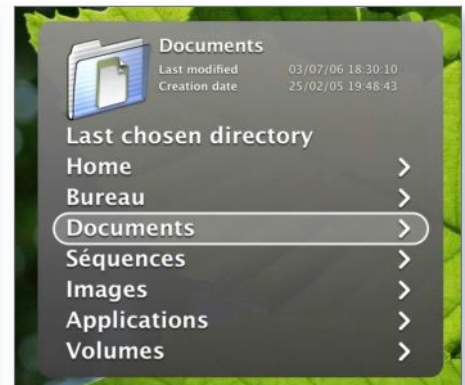 Documents
Last modified 03/07/06 18:30:10
Creation date 25/02/05 19:48:43
Last chosen directory
Home
Bureau
Documents
Séquences
Images
Applications
Volumes